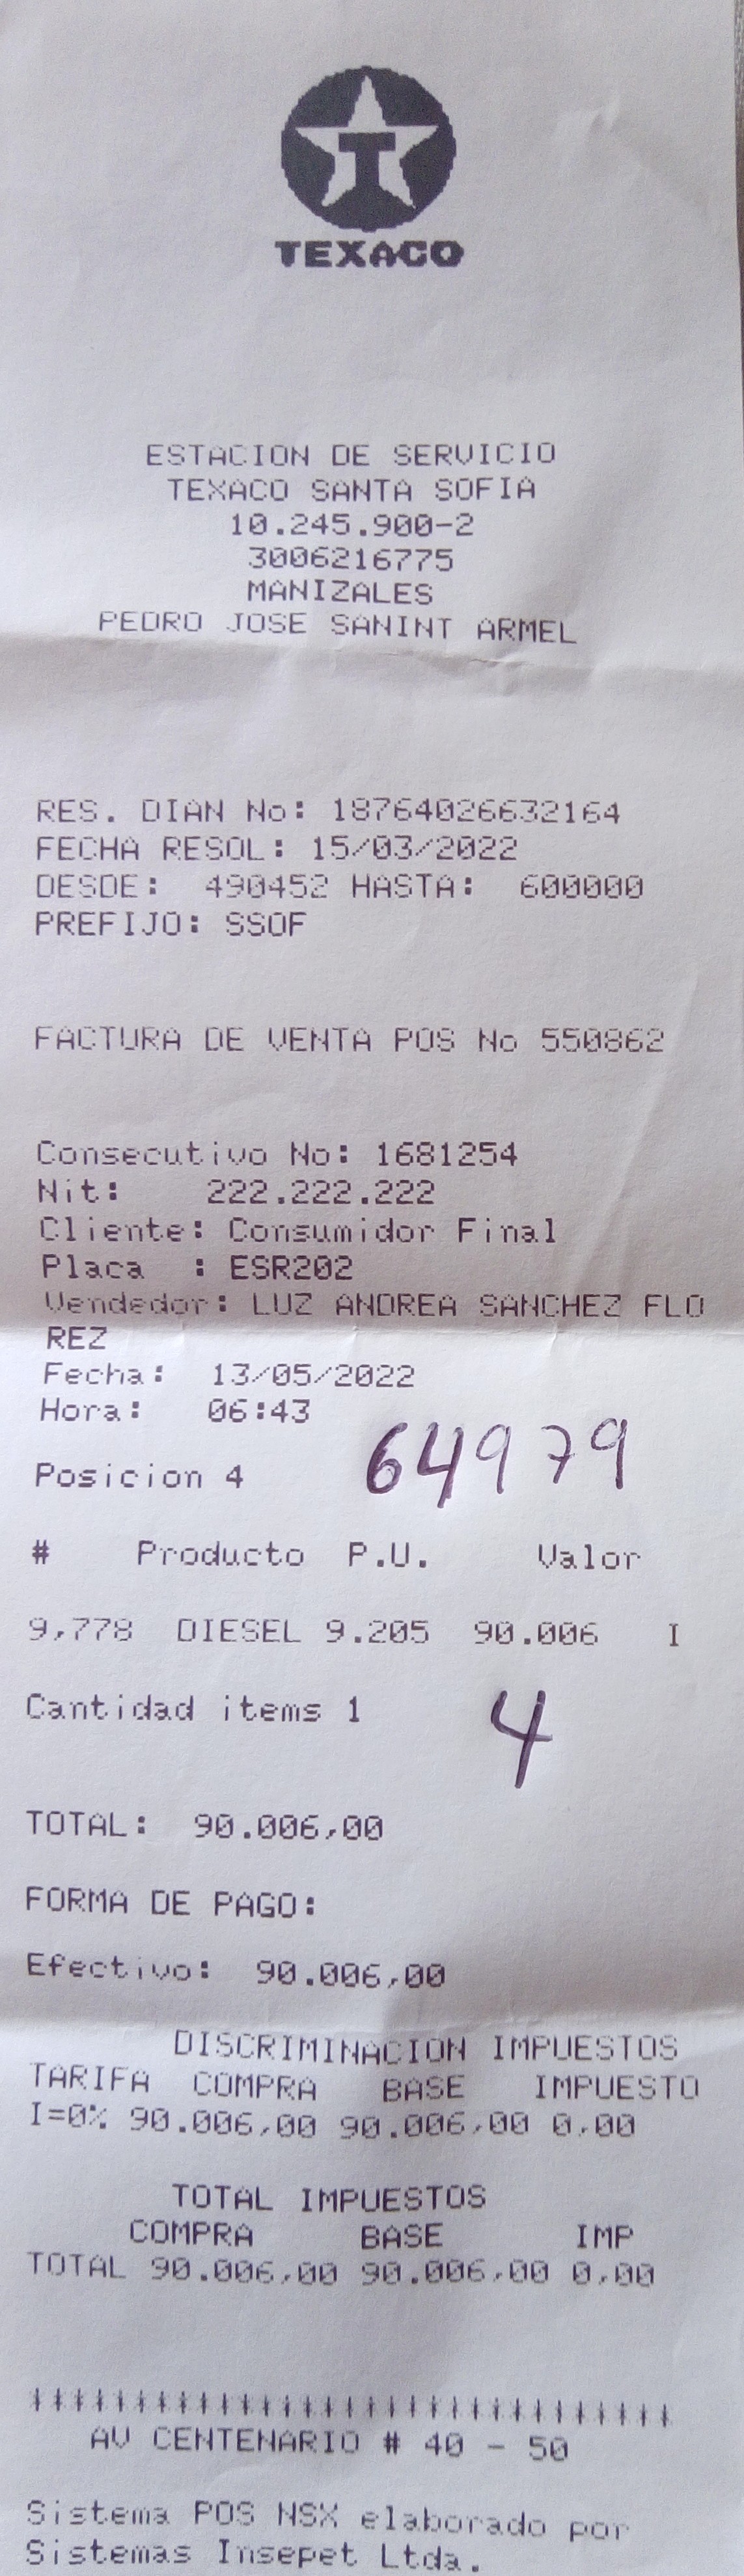 TEXACO
ESTACION DE SERVICIO
TEXACO SANTA SOFIA
10.245.900-2
3006216775
MANIZALES
PEDRO JOSE SANINT ARMEL
RES. DIAN No: 18764026632164
FECHA RESOL: 15/03/2022
DESDE: 490452 HASTA: 600000
PREFIJO: SSOF
FACTURA DE VENTA POS No 550862
Consecutivo No: 1681254
Nit: 222.222.222
Cliente: Consumidor Final
Placa : ESR202
Vendedor: LUZ ANDREA SANCHEZ FLO
REZ
Fecha: 13/05/2022
Hora: 06:43
64979
Posicion 4
# Producto P.U. Valor
9,778 DIESEL 9.205 90.006 I
Cantidad items 1
4
TOTAL: 90.006,00
FORMA DE PAGO:
Efectivo: 90.006,00
DISCRIMINACION IMPUESTOS
TARIFA COMPRA BASE IMPUESTO
I=0% 90.006,00 90.006,00 0,00
TOTAL IMPUESTOS
COMPRA BASE IMP
TOTAL 90.006,00 90.006,00 0,00
*******************************
AV CENTENARIO # 40 - 50
Sistema POS NSX elaborado por
Sistemas Insepet Ltda.